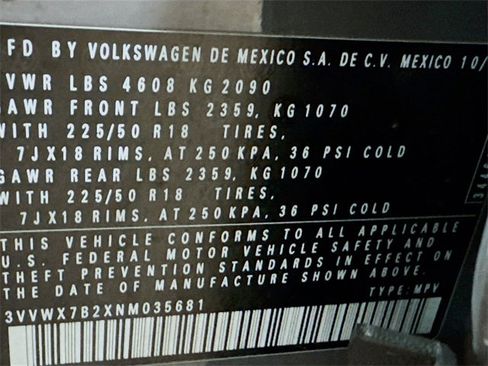 MFD BY VOLKSWAGEN DE MEXICO S.A. DE C.V. MEXICO 10/
GVWR LBS 4608 KG 2090
GAWR FRONT LBS 2359, KG 1070
WITH 225/50 R18 TIRES,
7JX18 RIMS, AT 250 KPA, 36 PSI COLD
GAWR REAR LBS 2359, KG 1070
WITH 225/50 R18 TIRES,
7JX18 RIMS, AT 250 KPA, 36 PSI COLD
THIS VEHICLE CONFORMS TO ALL APPLICABLE
U.S. FEDERAL MOTOR VEHICLE SAFETY AND
THEFT PREVENTION STANDARDS IN EFFECT ON
THE DATE OF MANUFACTURE SHOWN ABOVE.
3VVWX7B2XNM035681 TYPE: MPV